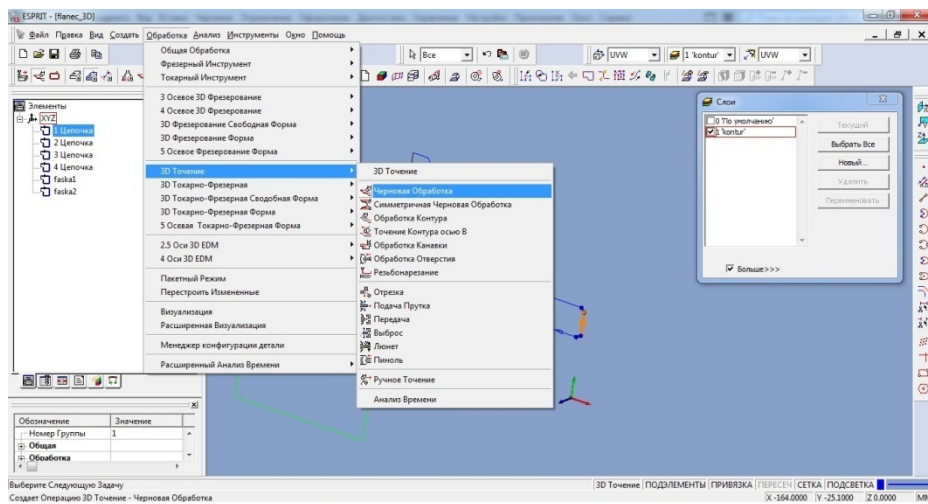 ESPRIT - [flanec_3D]
Файл Правка Вид Создать Обработка Анализ Инструменты Окно Помощь
Все
UVW
1 'kontur'
UVW
Элементы
XYZ
1 Цепочка
2 Цепочка
3 Цепочка
4 Цепочка
faska1
faska2
Общая Обработка
Фрезерный Инструмент
Токарный Инструмент
3 Осевое 3D Фрезерование
4 Осевое 3D Фрезерование
3D Фрезерование Свободная Форма
3D Фрезерование Форма
5 Осевое Фрезерование Форма
3D Точение
3D Токарно-Фрезерная
3D Токарно-Фрезерная Сводобная Форма
3D Токарно-Фрезерная Форма
5 Осевая Токарно-Фрезерная Форма
2.5 Оси 3D EDM
4 Оси 3D EDM
Пакетный Режим
Перестроить Измененные
Визуализация
Расширенная Визуализация
Менеджер конфигурации детали
Расширенный Анализ Времени
3D Точение
Черновая Обработка
Симметричная Черновая Обработка
Обработка Контура
Точение Контура осью B
Обработка Канавки
Обработка Отверстия
Резьбонарезание
Отрезка
Подача Прутка
Передача
Выброс
Люнет
Пиноль
Ручное Точение
Анализ Времени
Слои
0 'По умолчанию'
1 'kontur'
Текущий
Выбрать Все
Новый...
Удалить
Переименовать
Больше>>>
Обозначение Значение
Номер Группы 1
Общая
Обработка
Выберите Следующую Задачу
3D Точение ПОДЭЛЕМЕНТЫ ПРИВЯЗКА ПЕРЕСЕЧ СЕТКА ПОДСВЕТКА
Создает Операцию 3D Точение - Черновая Обработка
X -164.0000 Y -25.1000 Z 0.0000